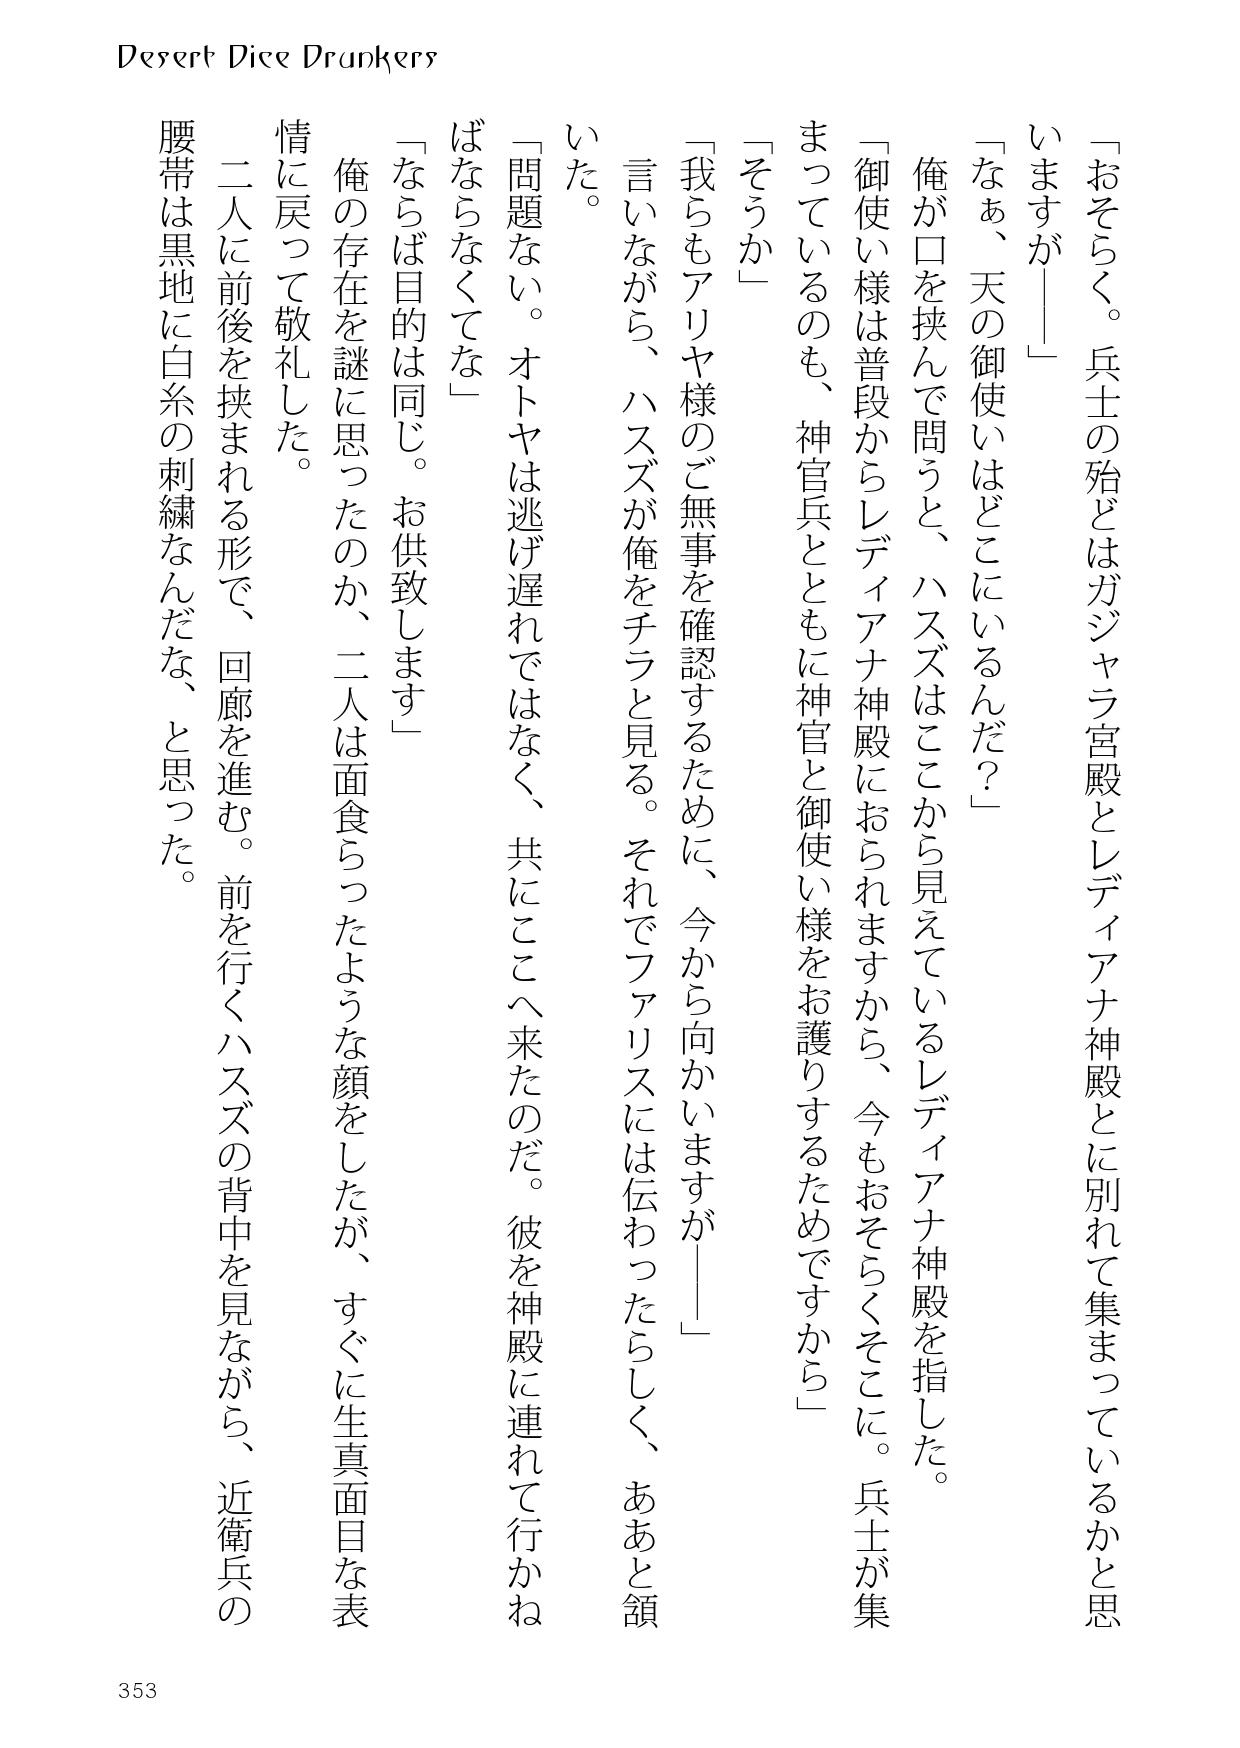 Desert Dice Drunkers
「おそらく。兵士の殆どはガジャラ宮殿とレディアナ神殿とに別れて集まっているかと思
いますが――」
「なぁ、天の御使いはどこにいるんだ？」
俺が口を挟んで問うと、ハスズはここから見えているレディアナ神殿を指した。
「御使い様は普段からレディアナ神殿におられますから、今もおそらくそこに。兵士が集
まっているのも、神官兵とともに神官と御使い様をお護りするためですから」
「そうか」
「我らもアリヤ様のご無事を確認するために、今から向かいますが――」
言いながら、ハスズが俺をチラと見る。それでファリスには伝わったらしく、ああと頷
いた。
「問題ない。オトヤは逃げ遅れではなく、共にここへ来たのだ。彼を神殿に連れて行かね
ばならなくてな」
「ならば目的は同じ。お供致します」
俺の存在を謎に思ったのか、二人は面食らったような顔をしたが、すぐに生真面目な表
情に戻って敬礼した。
二人に前後を挟まれる形で、回廊を進む。前を行くハスズの背中を見ながら、近衛兵の
腰帯は黒地に白糸の刺繍なんだな、と思った。
353